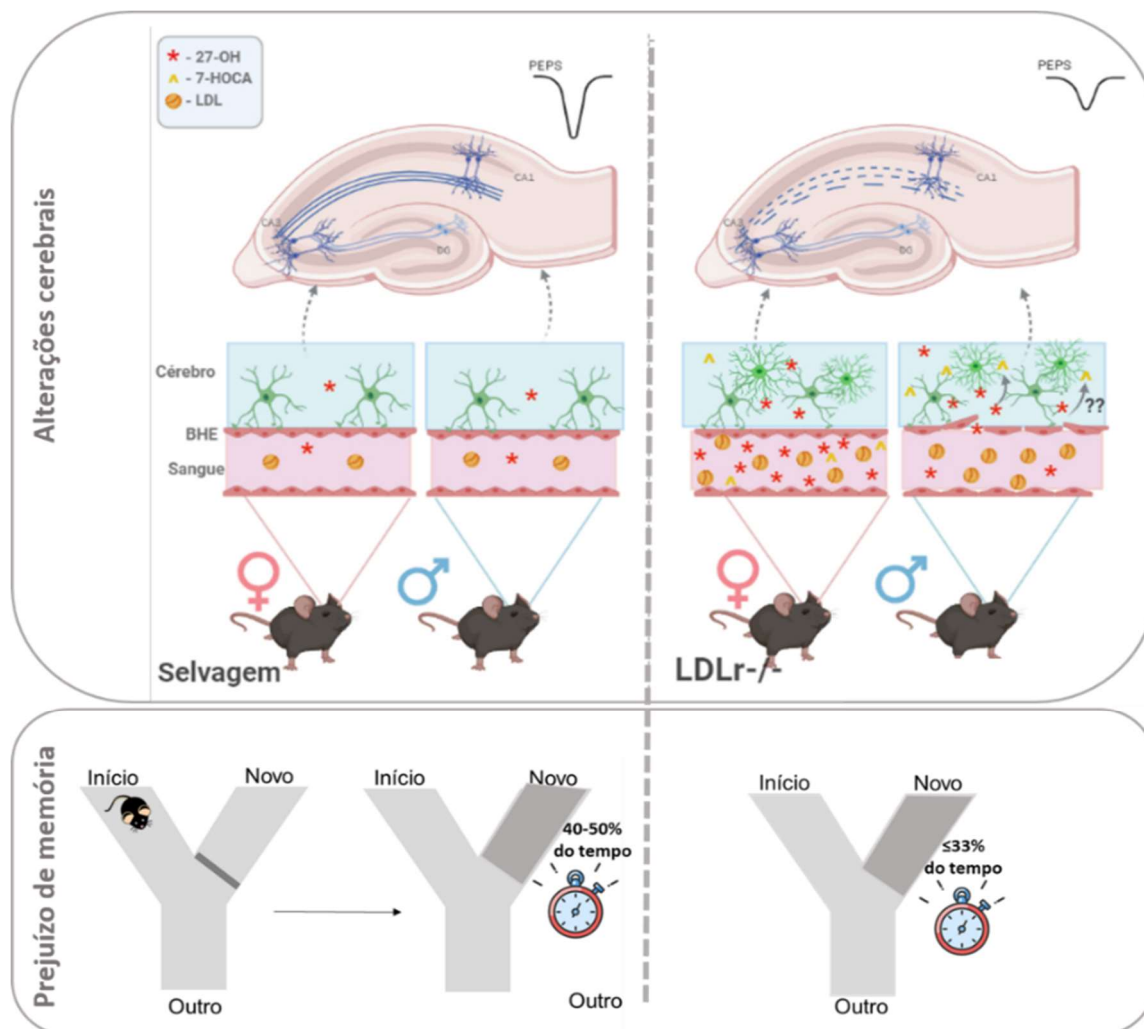 Alterações cerebrais
* - 27-OH
^ - 7-HOCA
- LDL
PEPS
CA1
CA3
DG
Cérebro
BHE
Sangue
♀
♂
Selvagem
PEPS
CA1
CA3
DG
??
♀
♂
LDLr-/-
Prejuízo de memória
Início
Novo
Outro
Início
Novo
40-50%
do tempo
Outro
Início
Novo
≤33%
do tempo
Outro